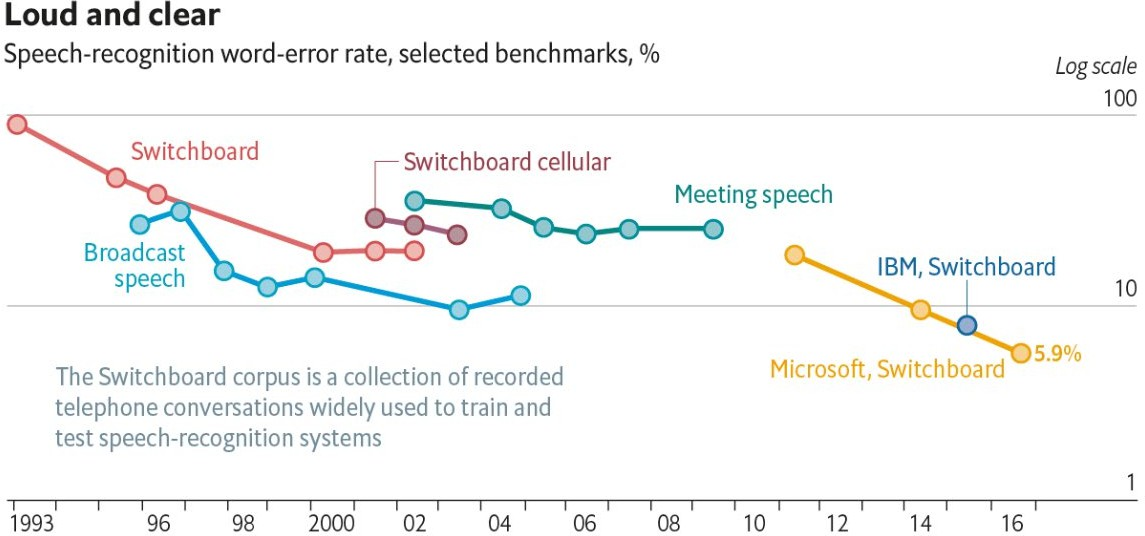 Loud and clear
Speech-recognition word-error rate, selected benchmarks, %
Log scale
100
Switchboard
Switchboard cellular
Meeting speech
Broadcast
speech
IBM, Switchboard
10
5.9%
Microsoft, Switchboard
The Switchboard corpus is a collection of recorded
telephone conversations widely used to train and
test speech-recognition systems
1
1993 96 98 2000 02 04 06 08 10 12 14 16